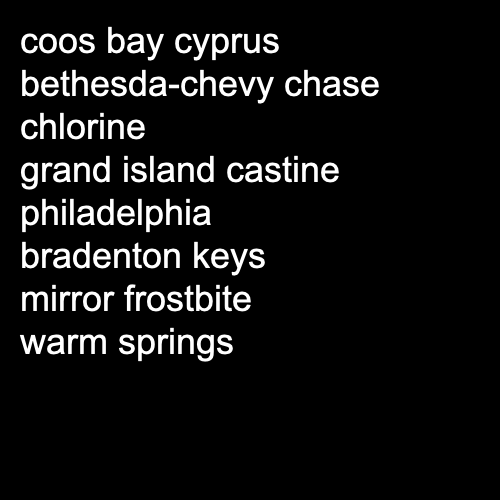 coos bay cyprus
bethesda-chevy chase
chlorine
grand island castine
philadelphia
bradenton keys
mirror frostbite
warm springs